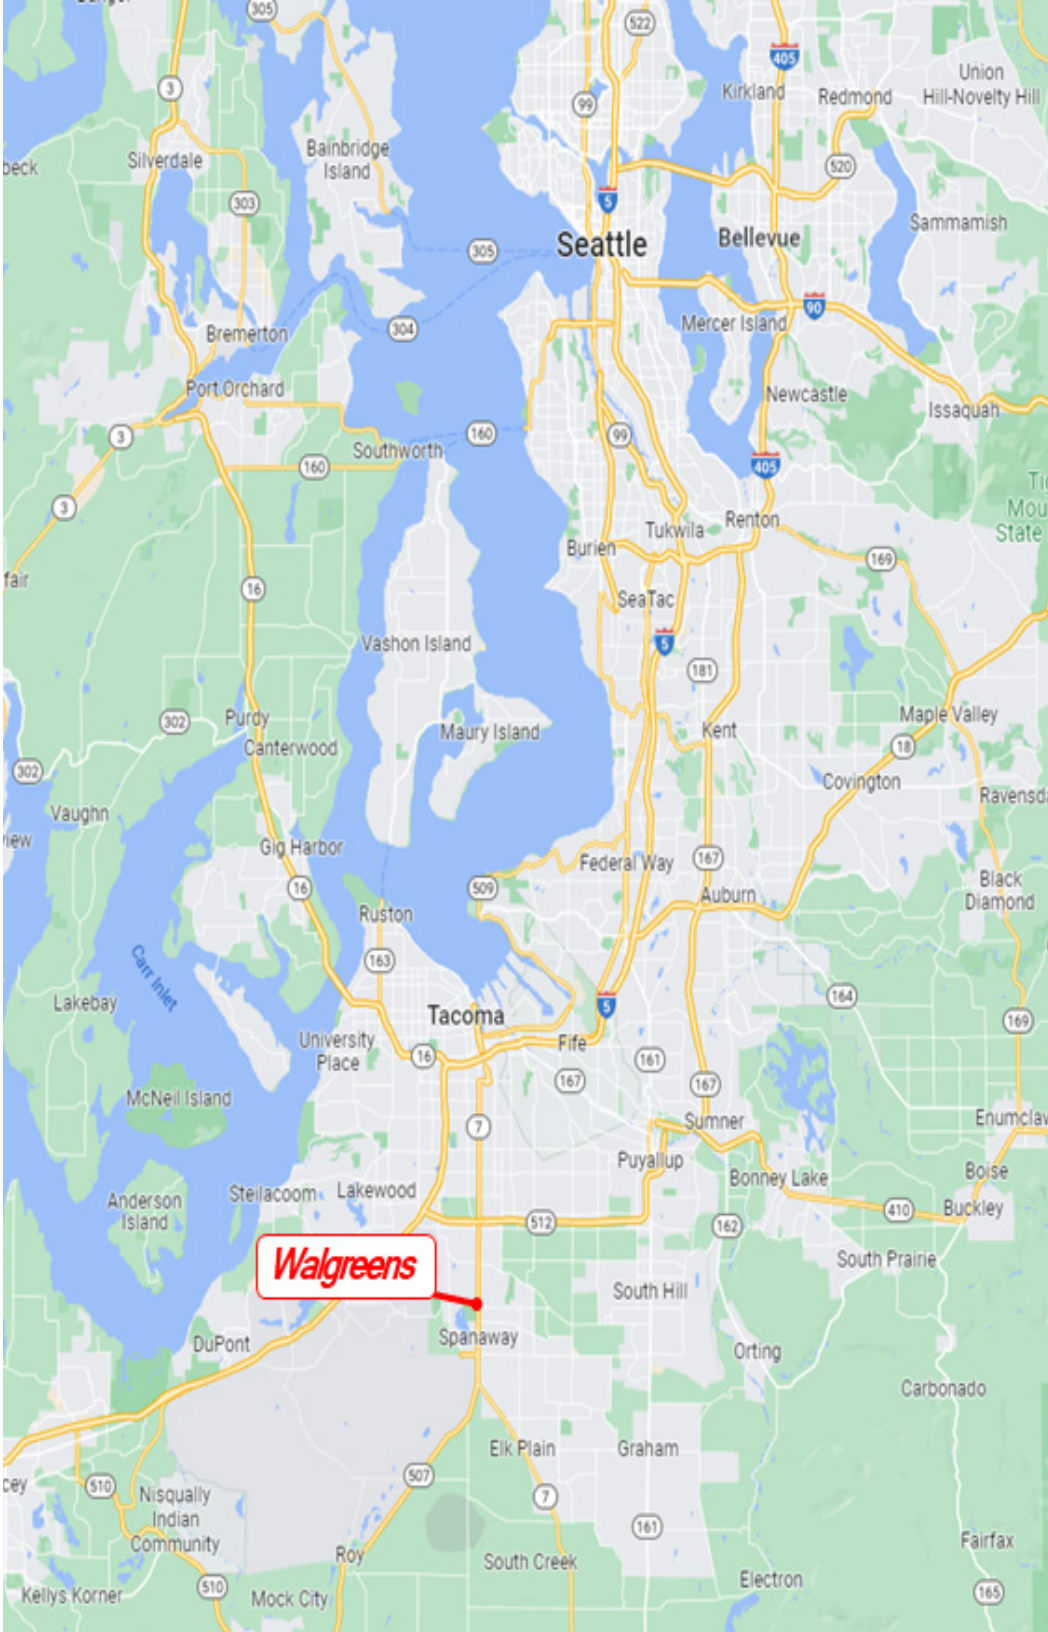 305
522
405
Kirkland
Redmond
Union
Hill-Novelty Hill
3
99
Silverdale
Bainbridge
Island
520
303
5
Sammamish
Seattle
Bellevue
305
90
304
Mercer Island
Bremerton
Port Orchard
Newcastle
Issaquah
3
Southworth
160
99
160
405
3
Tukwila
Renton
Burien
169
16
SeaTac
Vashon Island
5
181
302
Purdy
Canterwood
Maury Island
Kent
Maple Valley
18
302
Covington
Vaughn
Gig Harbor
Federal Way
167
16
509
Auburn
Black
Diamond
Ruston
163
Carr Inlet
Lakebay
Tacoma
5
164
169
University
Place
16
Fife
161
167
167
McNeil Island
7
Sumner
Puyallup
Bonney Lake
Boise
Steilacoom
Lakewood
Anderson
Island
512
162
410
Buckley
South Prairie
Walgreens
South Hill
DuPont
Spanaway
Orting
Carbonado
Elk Plain
Graham
507
510
Nisqually
Indian
Community
7
161
Roy
South Creek
Fairfax
Electron
510
Kellys Korner
Mock City
165